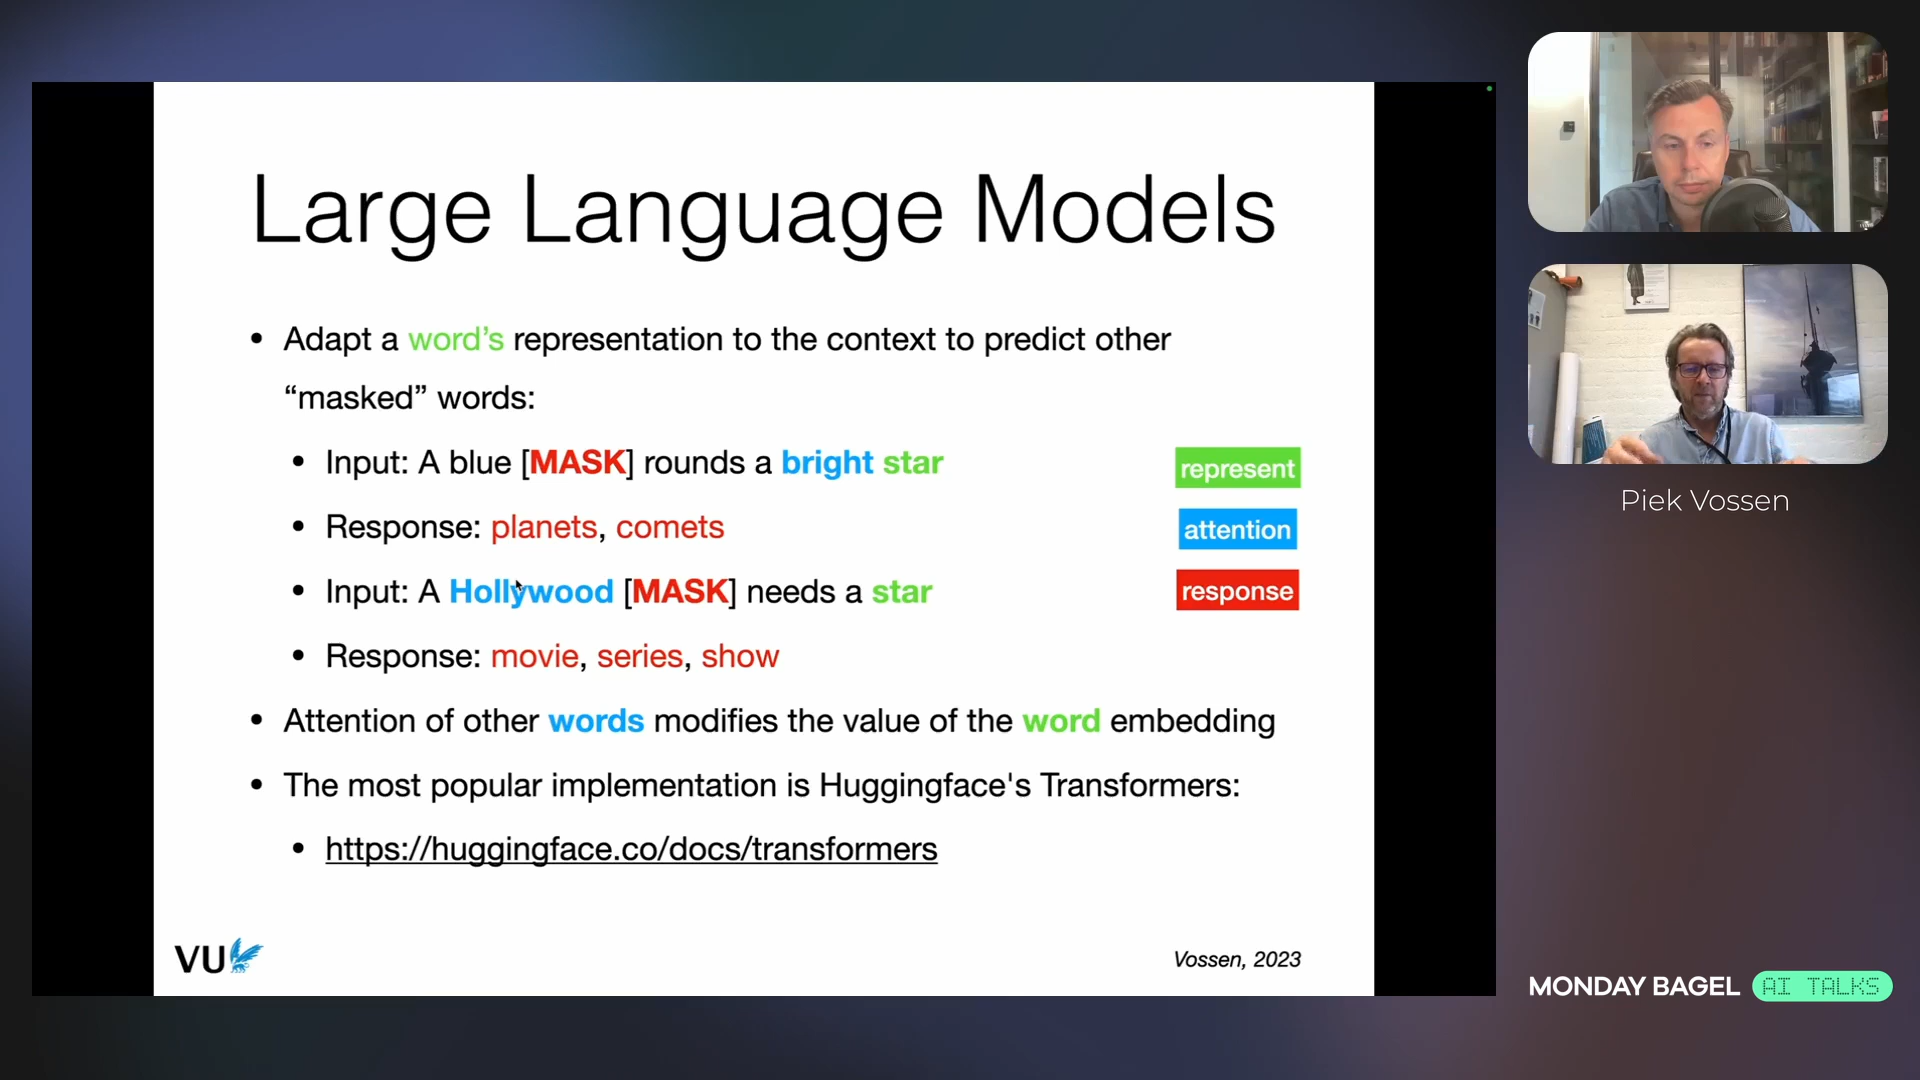 Large Language Models
• Adapt a word’s representation to the context to predict other
“masked” words:
• Input: A blue [MASK] rounds a bright star
represent
• Response: planets, comets
attention
• Input: A Hollywood [MASK] needs a star
response
• Response: movie, series, show
• Attention of other words modifies the value of the word embedding
• The most popular implementation is Huggingface's Transformers:
• https://huggingface.co/docs/transformers
VU
Vossen, 2023
Piek Vossen
MONDAY BAGEL AI TALKS